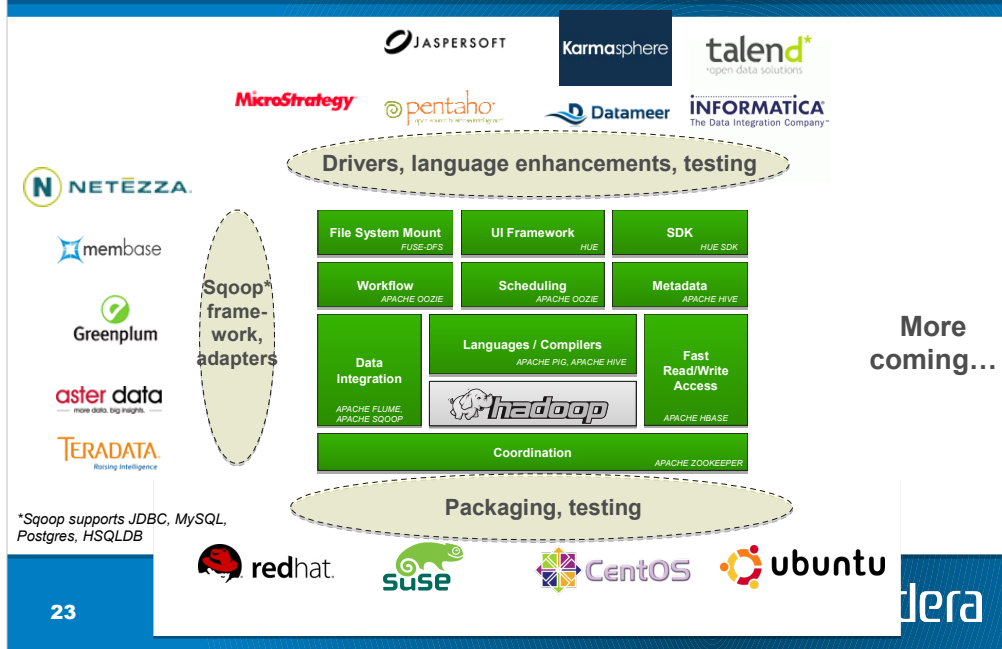 JASPERSOFT
Karmasphere
talend*
*open data solutions
MicroStrategy
pentaho
Datameer
INFORMATICA
The Data Integration Company™
Drivers, language enhancements, testing
NETĒZZA.
membase
Greenplum
aster data
more data. big insights.
TERADATA.
Raising Intelligence
Sqoop*
frame-
work,
adapters
File System Mount
FUSE-DFS
UI Framework
HUE
SDK
HUE SDK
Workflow
APACHE OOZIE
Scheduling
APACHE OOZIE
Metadata
APACHE HIVE
Data
Integration
APACHE FLUME,
APACHE SQOOP
Languages / Compilers
APACHE PIG, APACHE HIVE
hadoop
Fast
Read/Write
Access
APACHE HBASE
Coordination
APACHE ZOOKEEPER
More
coming…
Packaging, testing
*Sqoop supports JDBC, MySQL,
Postgres, HSQLDB
redhat.
suse
CentOS
ubuntu
23
dera